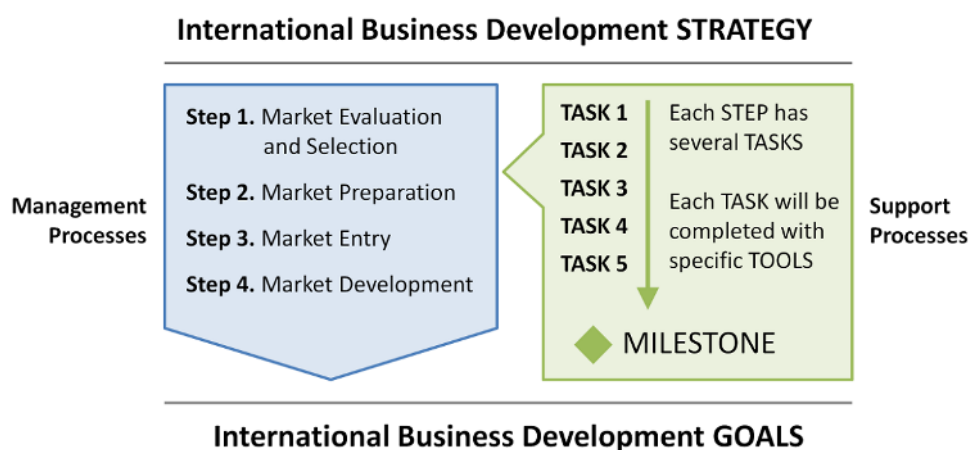 International Business Development STRATEGY
Management
Processes
Step 1. Market Evaluation
and Selection
Step 2. Market Preparation
Step 3. Market Entry
Step 4. Market Development
TASK 1
TASK 2
TASK 3
TASK 4
TASK 5
Each STEP has
several TASKS
Each TASK will be
completed with
specific TOOLS
MILESTONE
Support
Processes
International Business Development GOALS